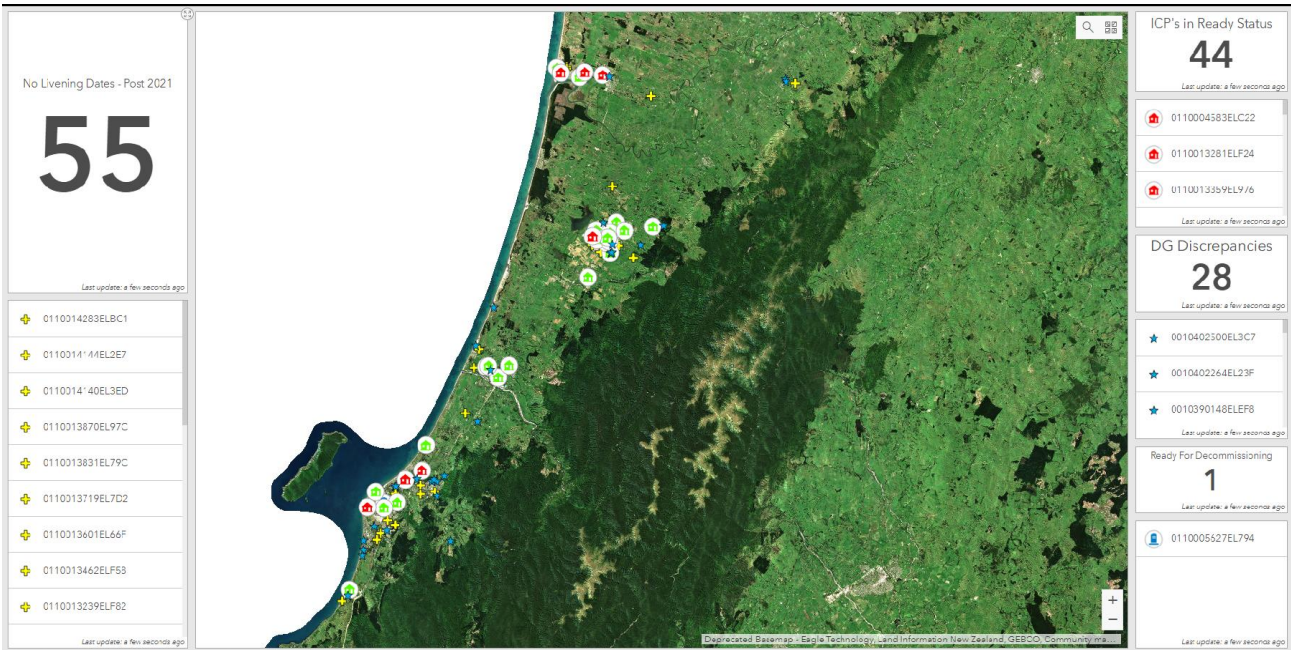 No Livening Dates - Post 2021
55
Last update: a few seconds ago
0110014283ELBC1
0110014144EL2E7
0110014140EL3ED
0110013870EL97C
0110013831EL79C
0110013719EL7D2
0110013601EL66F
0110013462ELF53
0110013239ELF82
Last update: a few seconds ago
Deprecated Basemap - Eagle Technology, Land Information New Zealand, GEBCO, Community ma...
+
−
ICP's in Ready Status
44
Last update: a few seconds ago
0110004583ELC22
0110013281ELF24
0110013359EL976
Last update: a few seconds ago
DG Discrepancies
28
Last update: a few seconds ago
0010402500EL3C7
0010402264EL23F
0010390148ELEF8
Last update: a few seconds ago
Ready For Decommissioning
1
Last update: a few seconds ago
0110005627EL794
Last update: a few seconds ago